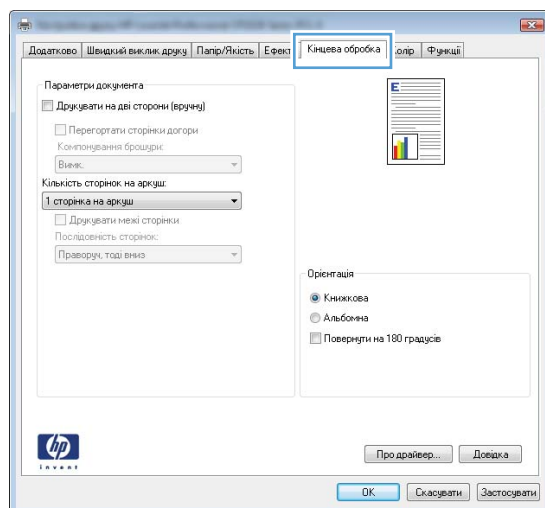 Додатково Швидкий виклик друку Папір/Якість Ефект Кінцева обробка олір Функції
Параметри документа
Друкувати на дві сторони (вручну)
Перегортати сторінки догори
Компонування брошури:
Вимк.
Кількість сторінок на аркуш:
1 сторінка на аркуш
Друкувати межі сторінки
Послідовність сторінок:
Праворуч, тоді вниз
E
Орієнтація
Книжкова
Альбомна
Повернути на 180 градусів
hp
invent
Про драйвер... Довідка
OK Скасувати Застосувати